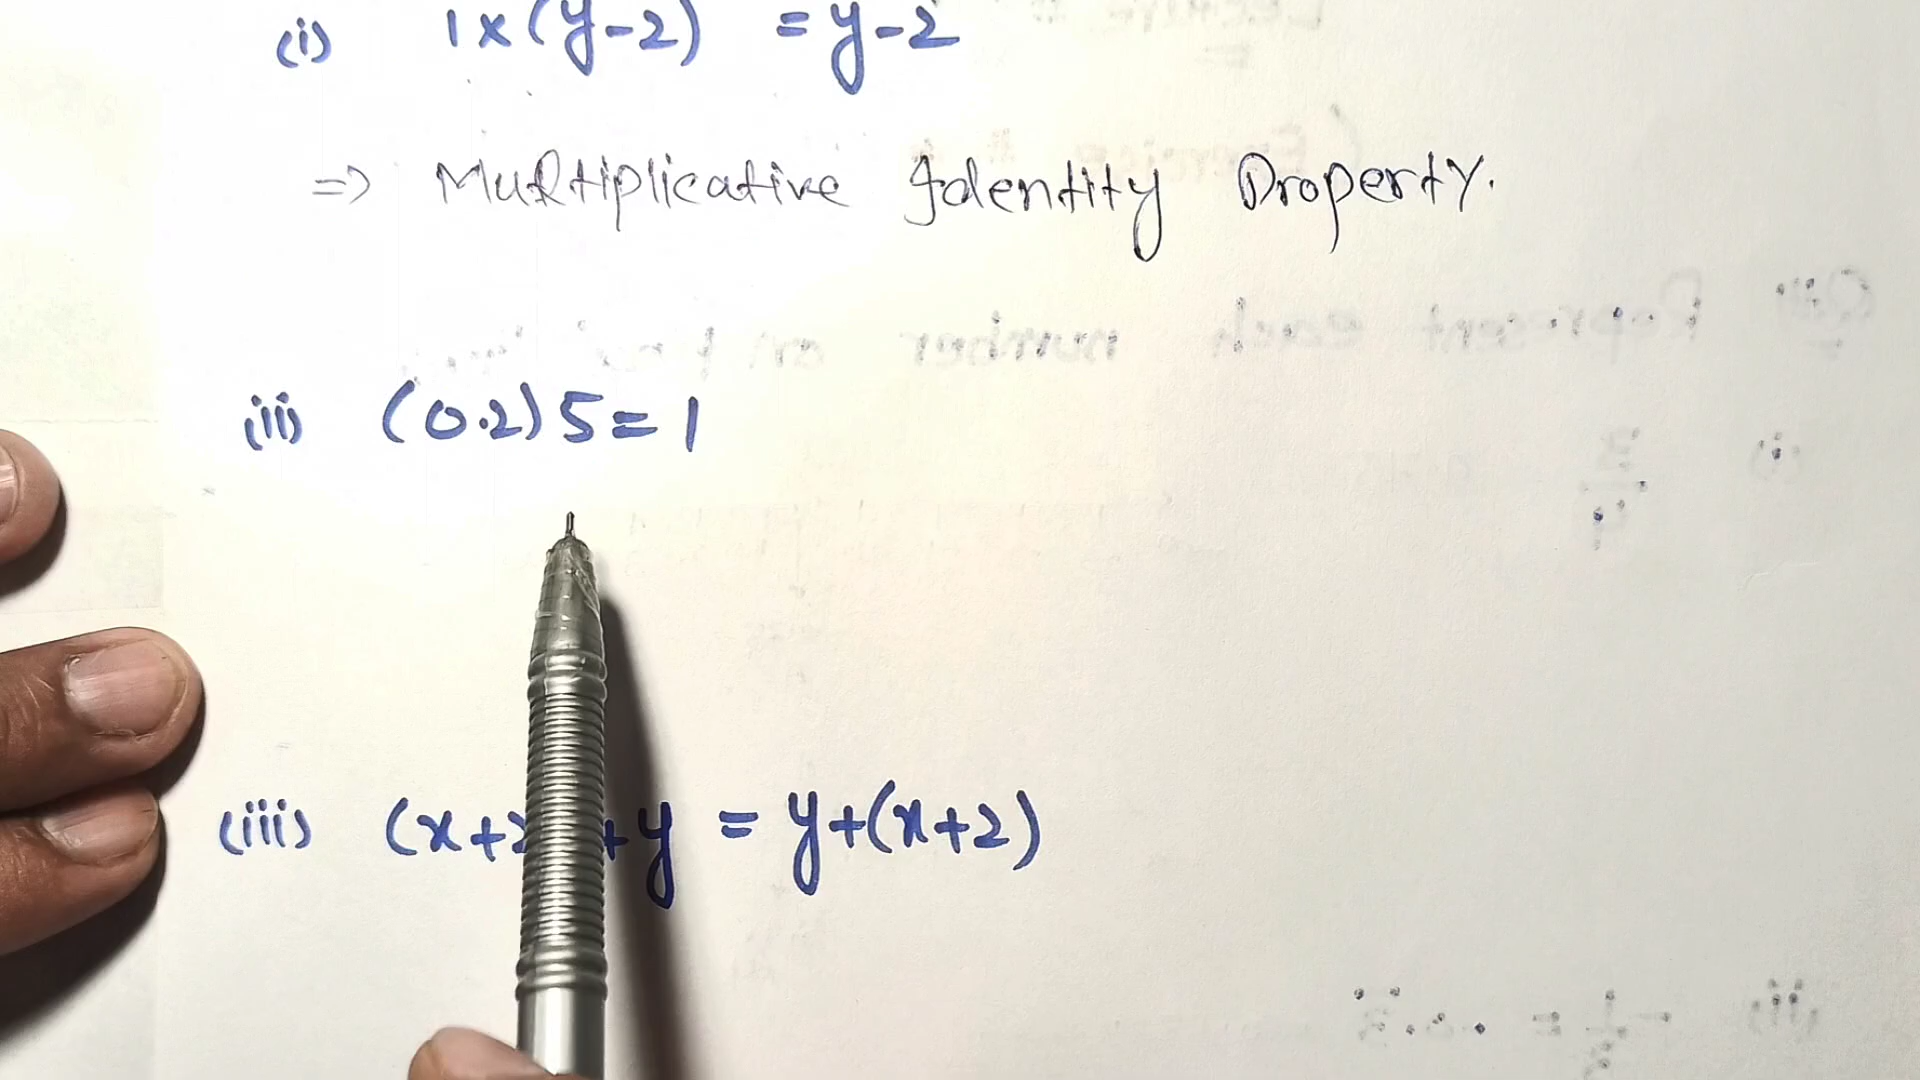 (i) 1x(y-2) = y-2
=> Multiplicative Identity Property.
(ii) (0.2)5=1
(iii) (x+2 +y = y+(x+2)